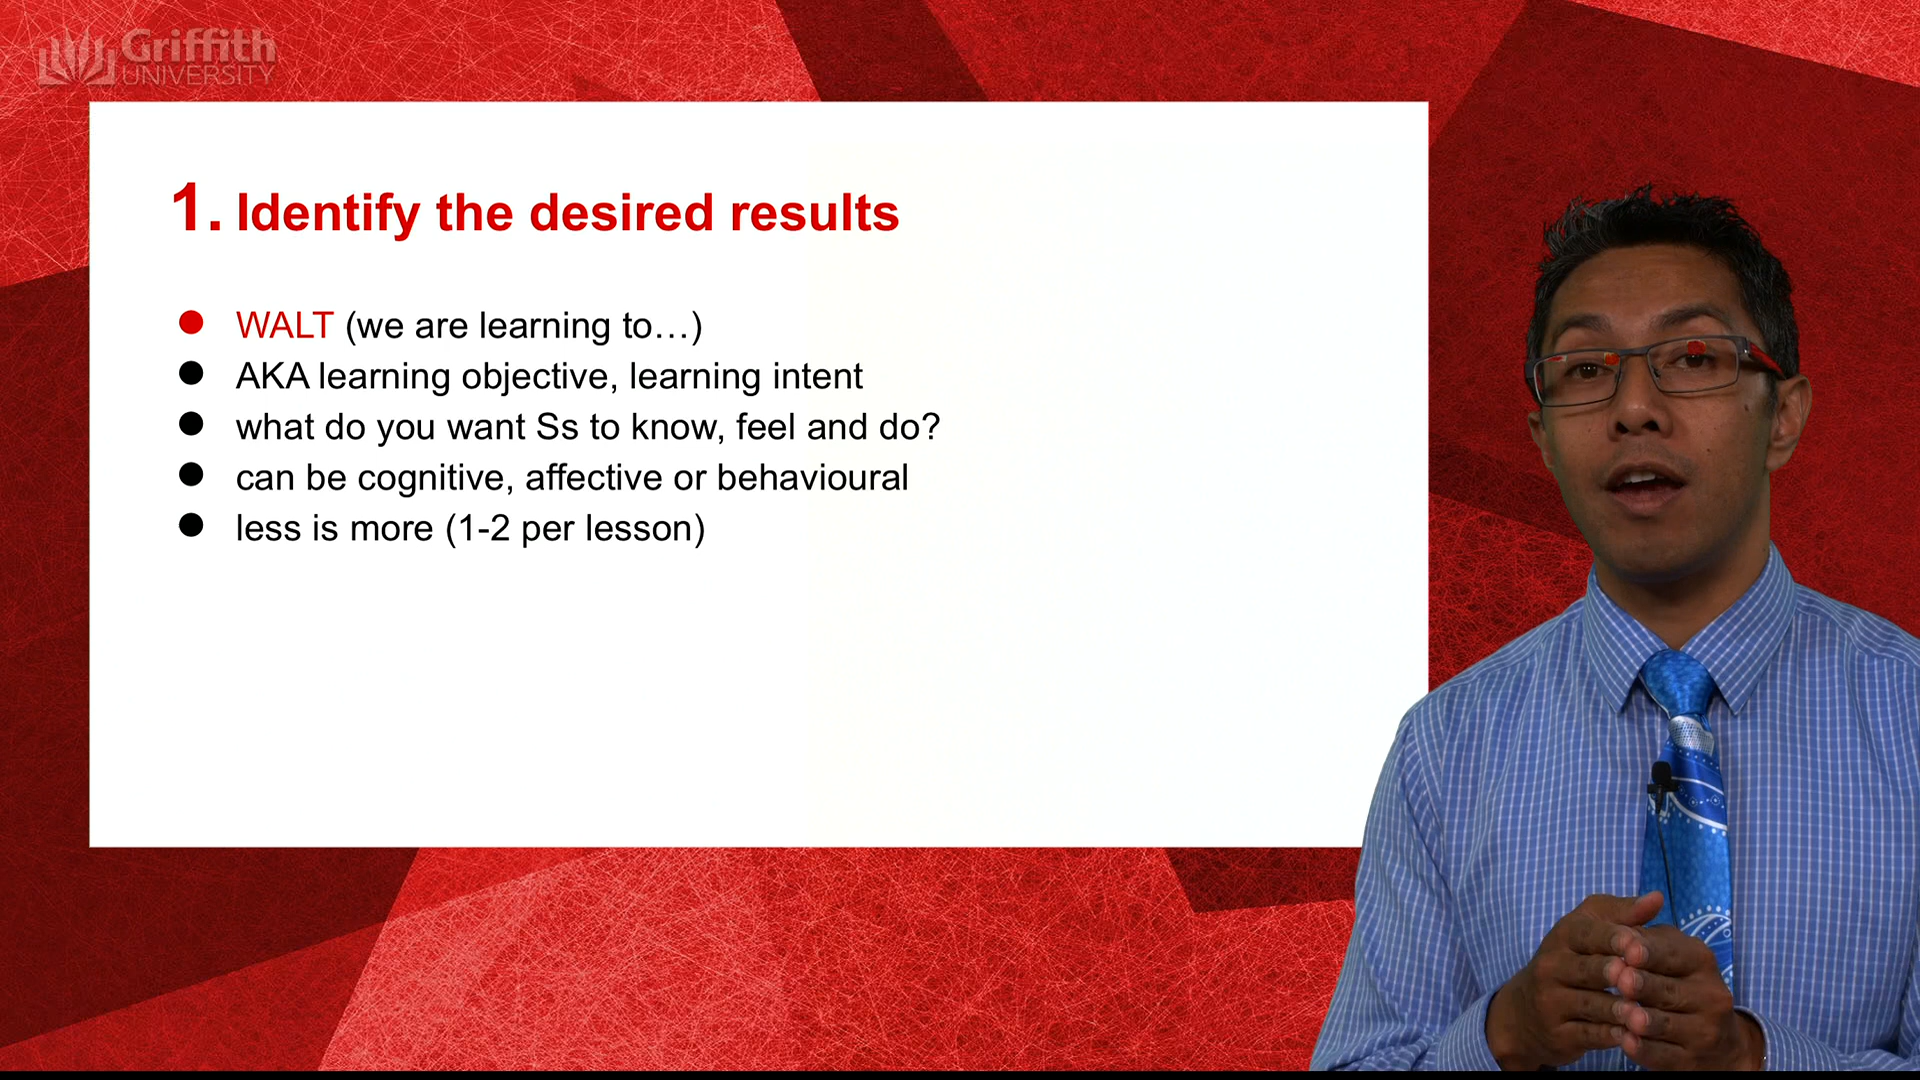 Griffith
UNIVERSITY
1. Identify the desired results
● WALT (we are learning to…)
● AKA learning objective, learning intent
● what do you want Ss to know, feel and do?
● can be cognitive, affective or behavioural
● less is more (1-2 per lesson)